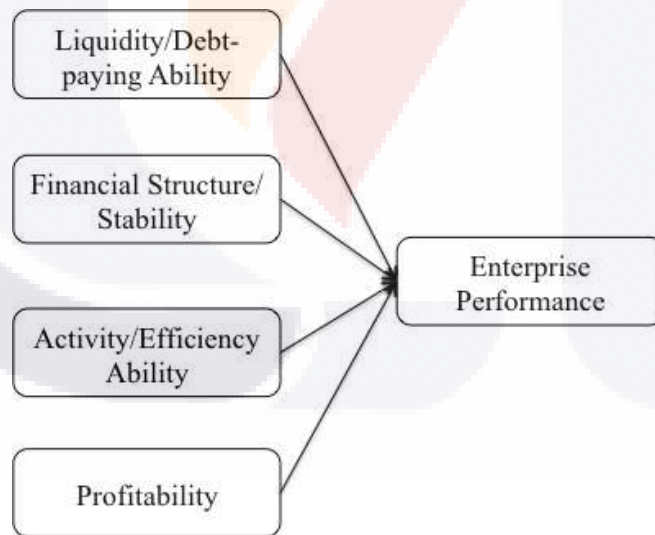 Liquidity/Debt-
paying Ability
Financial Structure/
Stability
Enterprise
Performance
Activity/Efficiency
Ability
Profitability